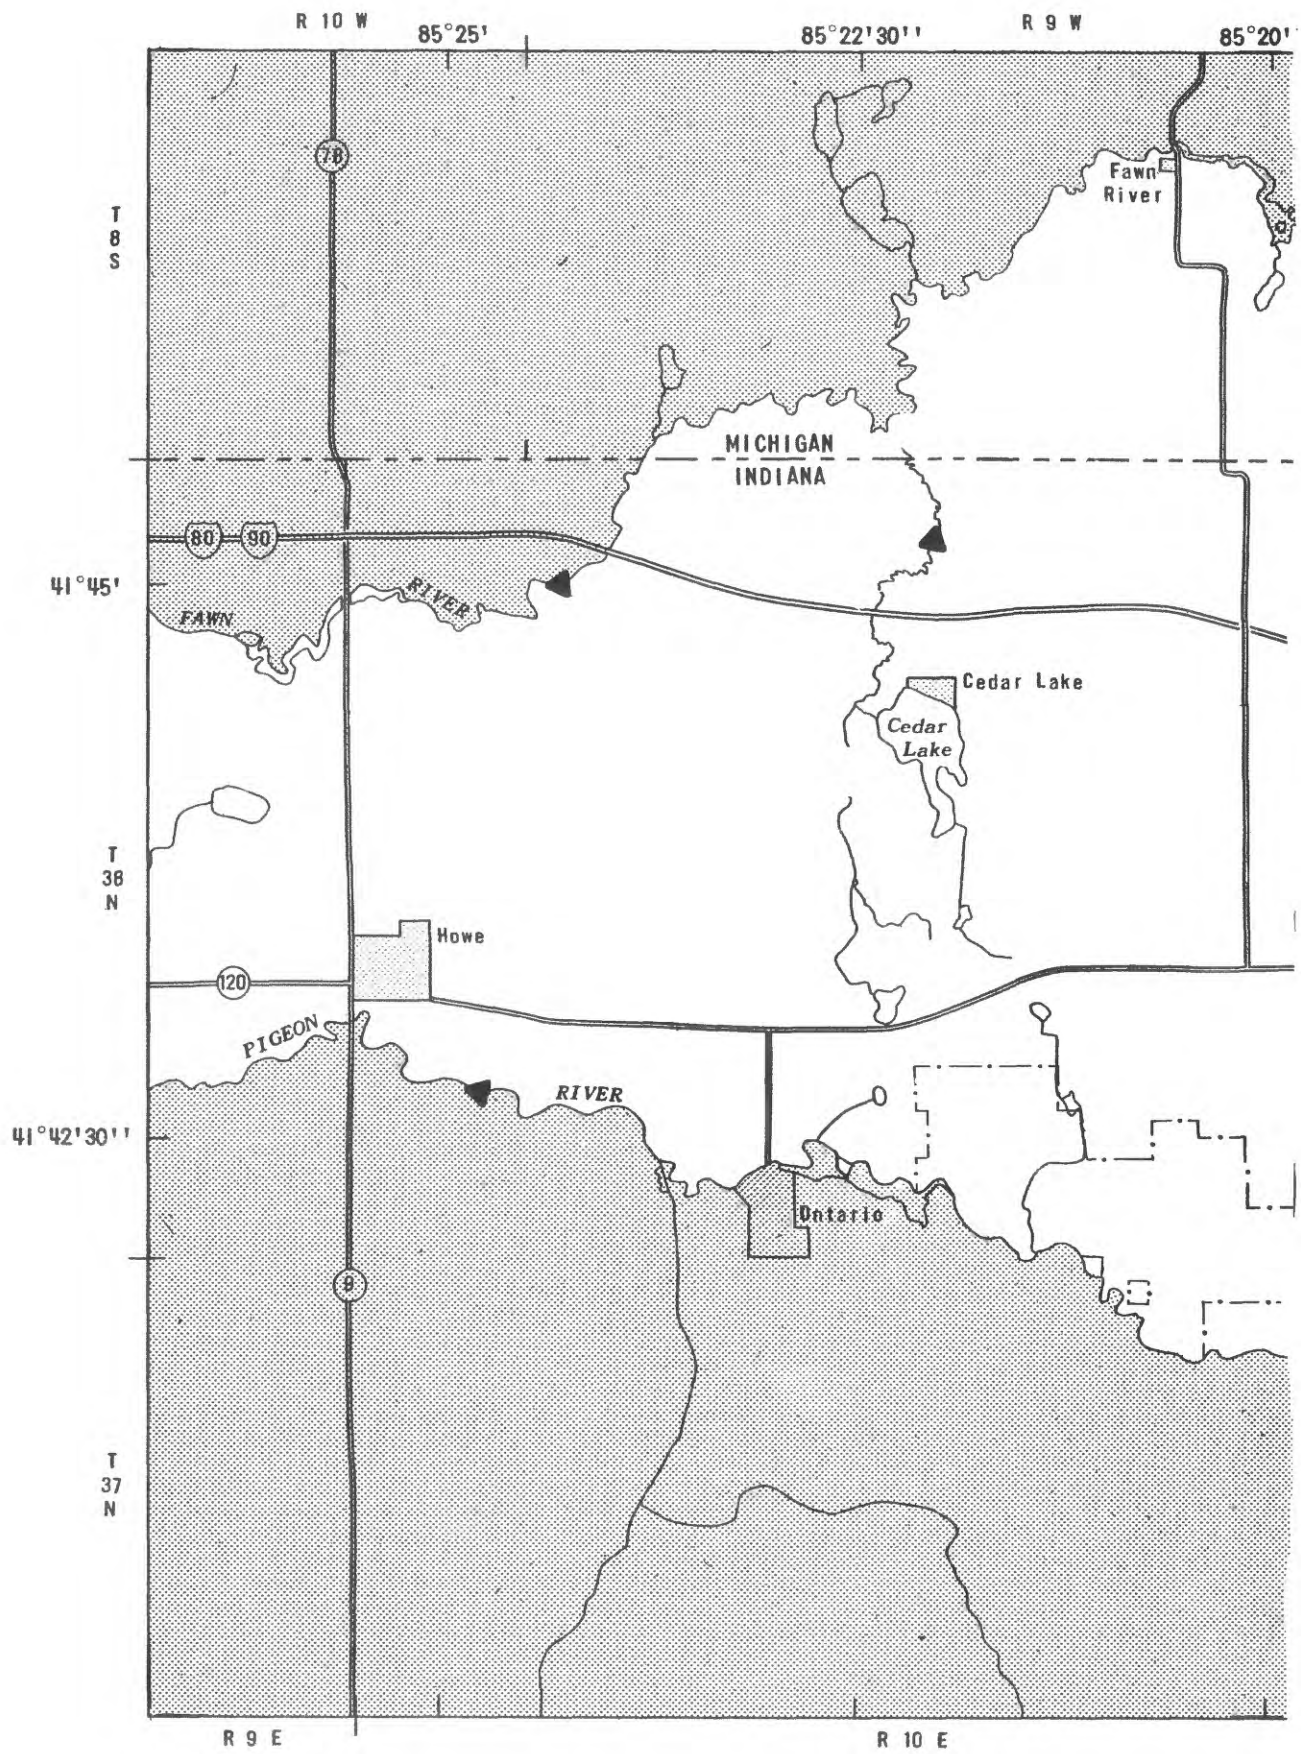 R 10 W
R 9 W
85°25'
85°22'30''
85°20'
78
Fawn
River
T
8
S
MICHIGAN
INDIANA
80
90
41°45'
RIVER
FAWN
Cedar Lake
Cedar
Lake
T
38
N
Howe
120
PIGEON
RIVER
41°42'30''
Ontario
9
T
37
N
R 9 E
R 10 E